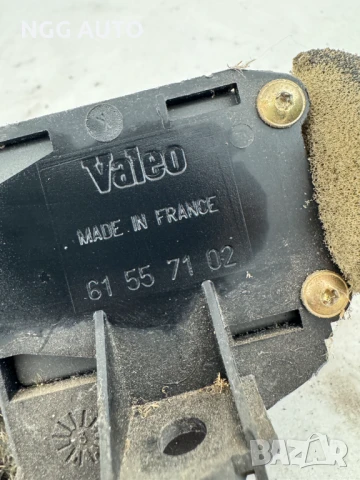 NGG AUTO
Valeo
MADE IN FRANCE
61 55 71 02
BAZAR